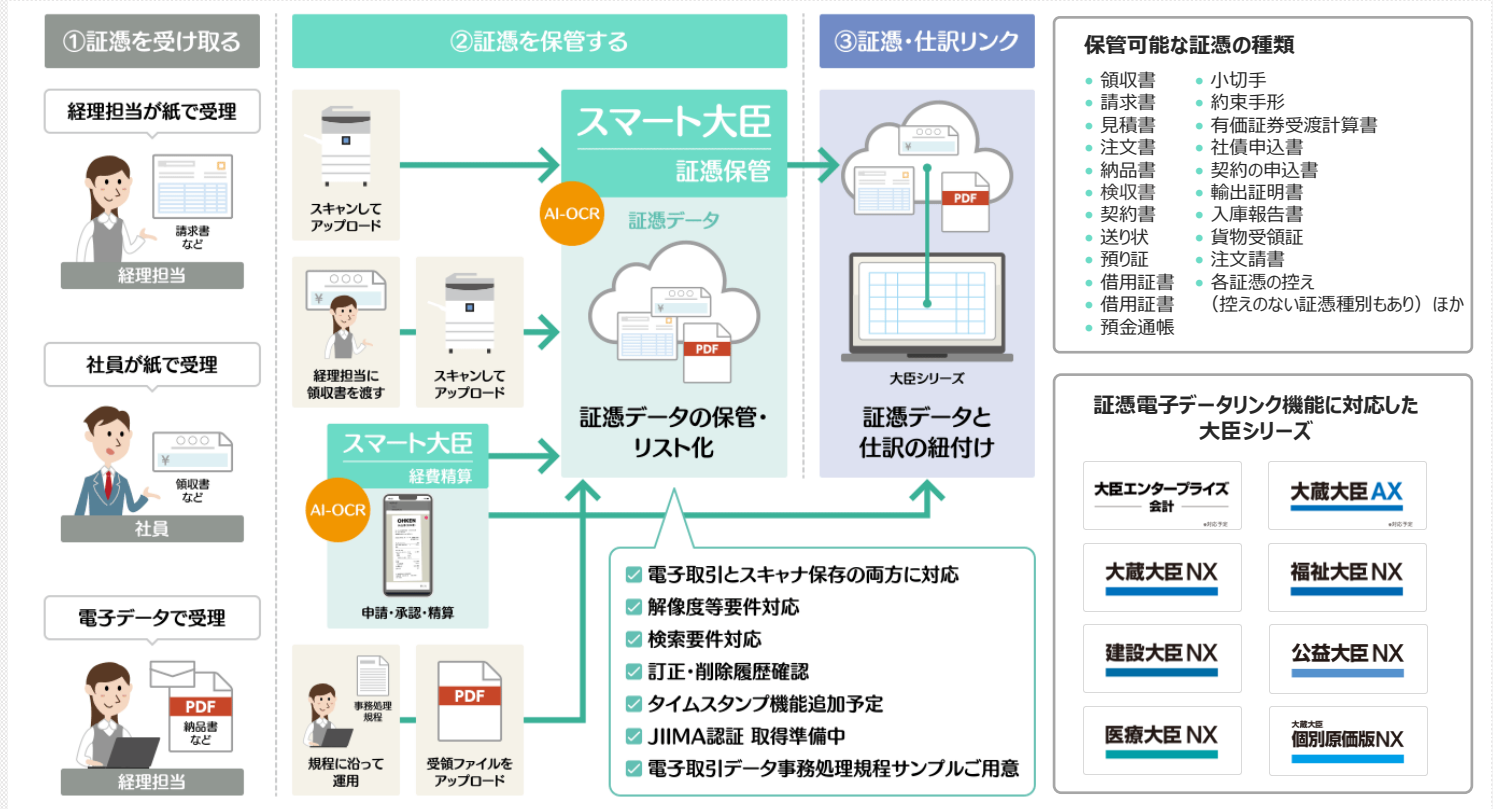 ①証憑を受け取る
経理担当が紙で受理
請求書
など
経理担当
社員が紙で受理
¥
領収書
など
社員
電子データで受理
PDF
納品書
など
経理担当
②証憑を保管する
スキャンして
アップロード
¥
経理担当に
領収書を渡す
スキャンして
アップロード
スマート大臣
経費精算
AI-OCR
OHKEN
申請・承認・精算
事務処理
規程
規程に沿って
運用
PDF
受領ファイルを
アップロード
スマート大臣
証憑保管
AI-OCR
証憑データ
¥
PDF
証憑データの保管・
リスト化
電子取引とスキャナ保存の両方に対応
解像度等要件対応
検索要件対応
訂正・削除履歴確認
タイムスタンプ機能追加予定
JIIMA認証 取得準備中
電子取引データ事務処理規程サンプルご用意
③証憑・仕訳リンク
¥
PDF
大臣シリーズ
証憑データと
仕訳の紐付け
保管可能な証憑の種類
領収書
請求書
見積書
注文書
納品書
検収書
契約書
送り状
預り証
借用証書
借用証書
預金通帳
小切手
約束手形
有価証券受渡計算書
社債申込書
契約の申込書
輸出証明書
入庫報告書
貨物受領証
注文請書
各証憑の控え
（控えのない証憑種別もあり）ほか
証憑電子データリンク機能に対応した
大臣シリーズ
大臣エンタープライズ
会計
※対応予定
大蔵大臣AX
※対応予定
大蔵大臣NX
福祉大臣NX
建設大臣NX
公益大臣NX
医療大臣NX
大蔵大臣
個別原価版NX